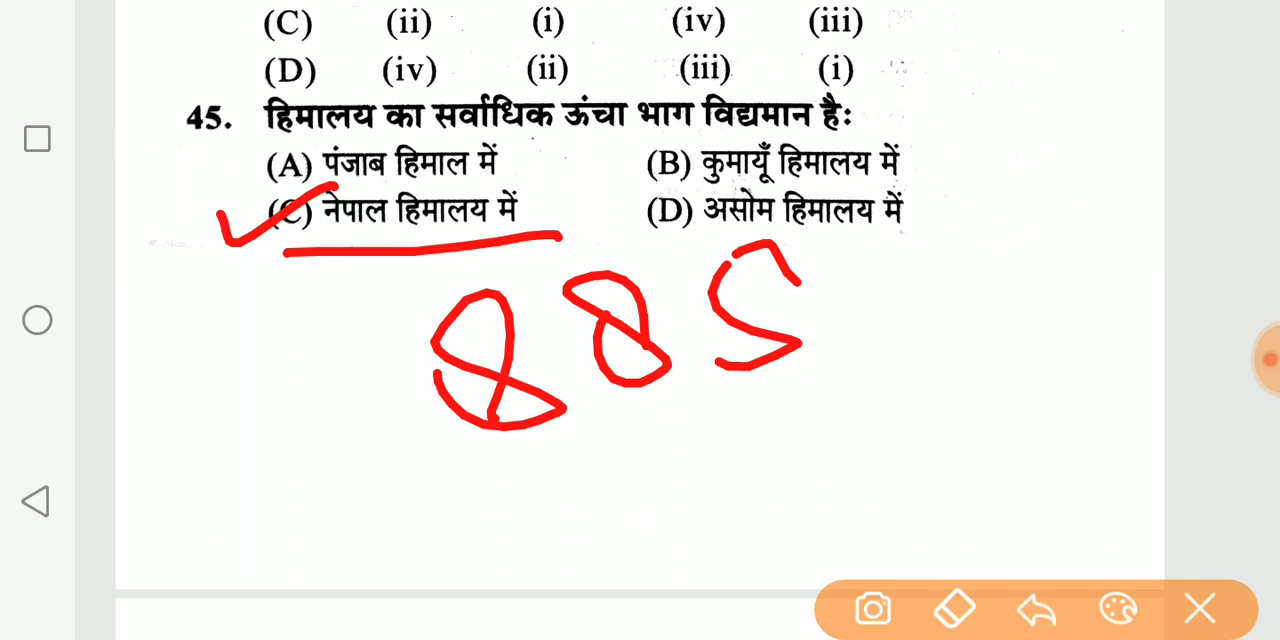 (C) (ii) (i) (iv) (iii)
(D) (iv) (ii) (iii) (i)
45. हिमालय का सर्वाधिक ऊंचा भाग विद्यमान हैः
(A) पंजाब हिमाल में (B) कुमायूँ हिमालय में
(C) नेपाल हिमालय में (D) असोम हिमालय में
885